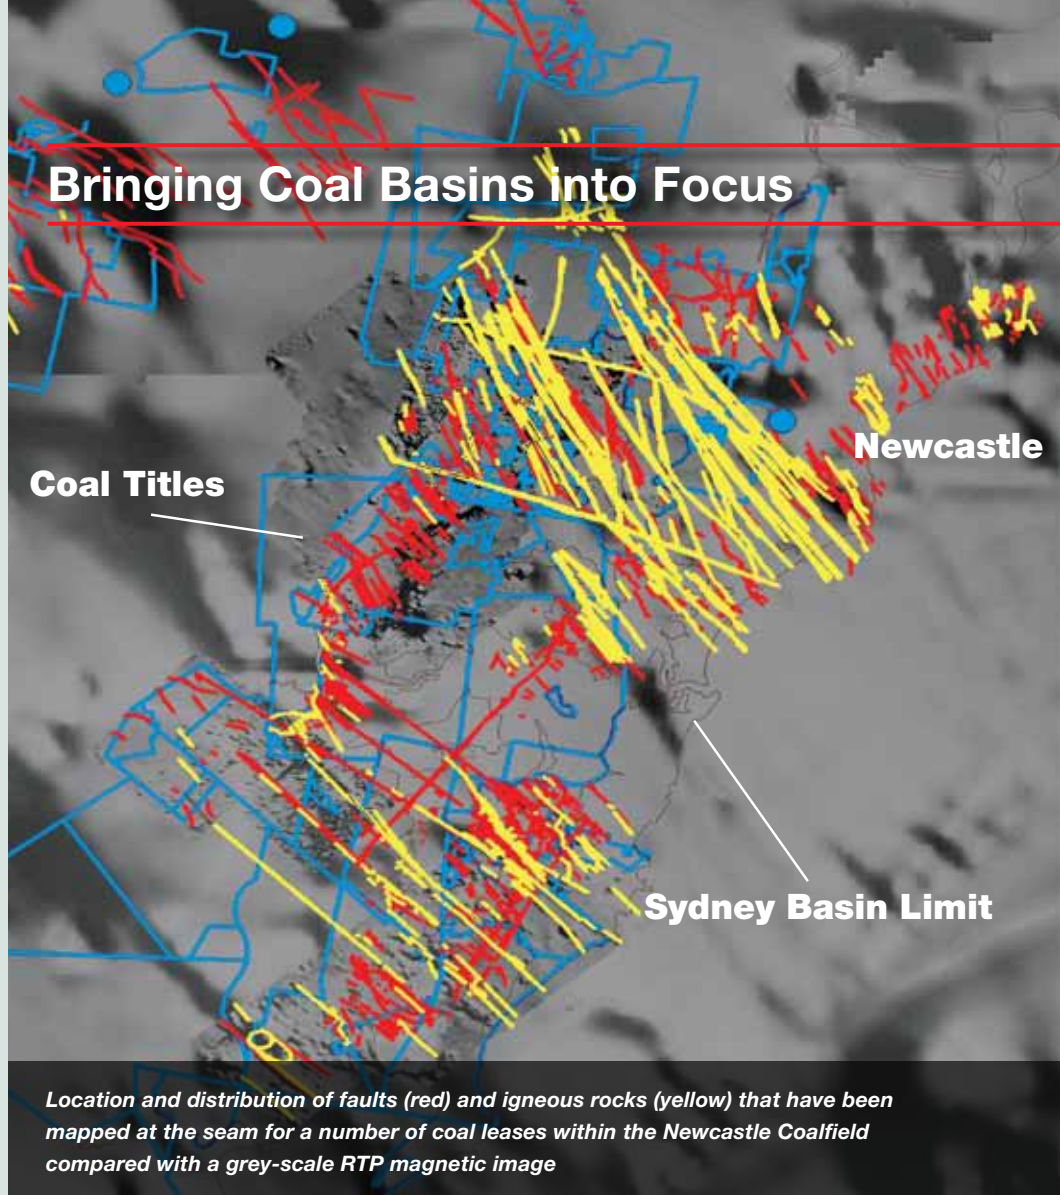 Bringing Coal Basins into Focus
Newcastle
Coal Titles
Sydney Basin Limit
Location and distribution of faults (red) and igneous rocks (yellow) that have been
mapped at the seam for a number of coal leases within the Newcastle Coalfield
compared with a grey-scale RTP magnetic image